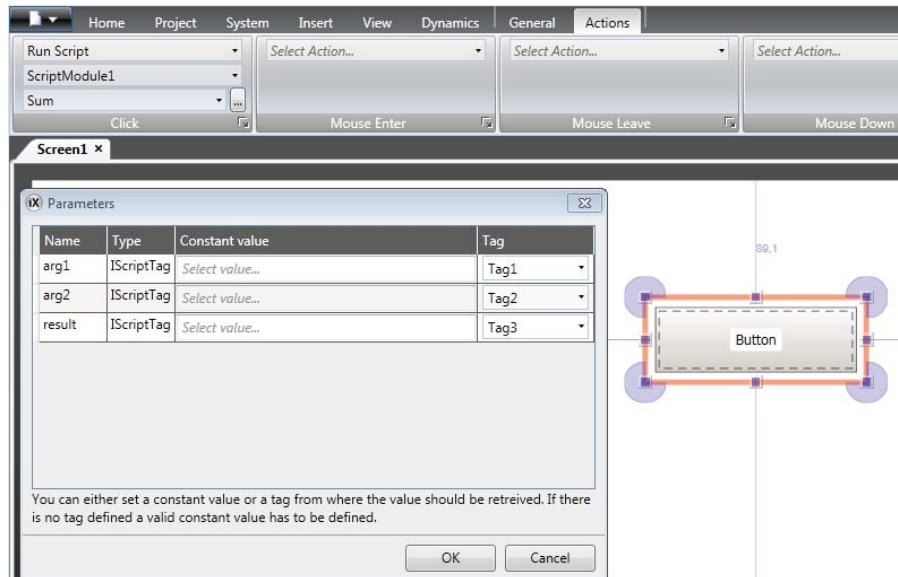 Home Project System Insert View Dynamics General Actions
Run Script
Select Action...
Select Action...
Select Action...
ScriptModule1
Sum
...
Click Mouse Enter Mouse Leave Mouse Down
Screen1 ×
iX Parameters
Name Type Constant value Tag
arg1 IScriptTag Select value... Tag1
arg2 IScriptTag Select value... Tag2
result IScriptTag Select value... Tag3
89,1
Button
You can either set a constant value or a tag from where the value should be retreived. If there
is no tag defined a valid constant value has to be defined.
OK Cancel